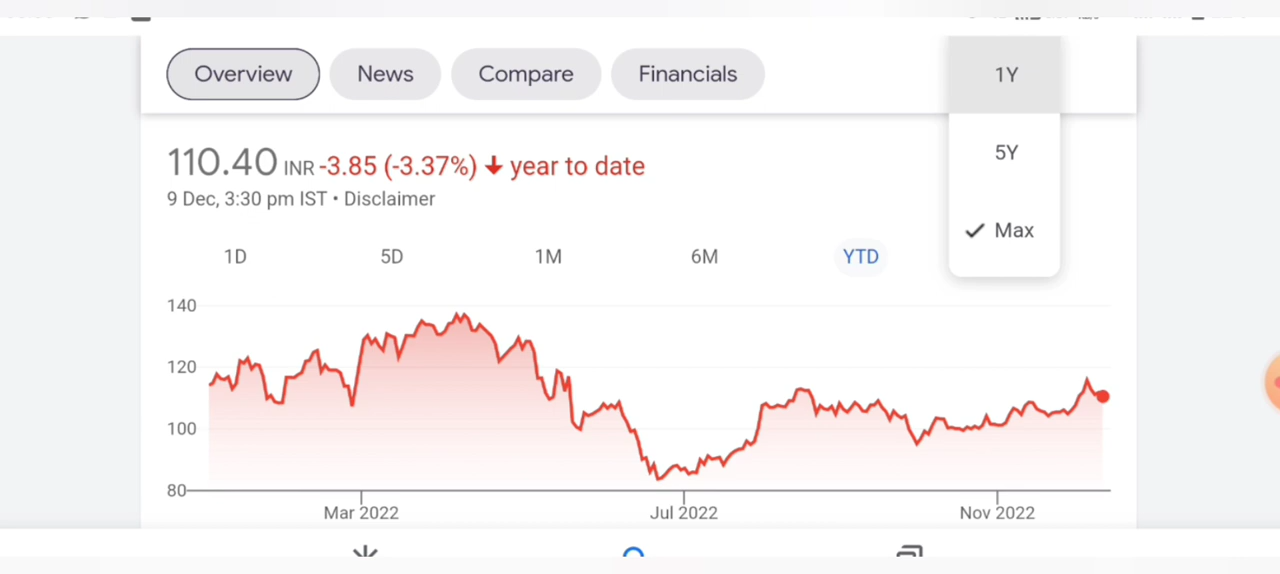 Overview News Compare Financials
1Y
5Y
✓ Max
110.40 INR -3.85 (-3.37%) ↓ year to date
9 Dec, 3:30 pm IST • Disclaimer
1D 5D 1M 6M YTD
140
120
100
80
Mar 2022 Jul 2022 Nov 2022